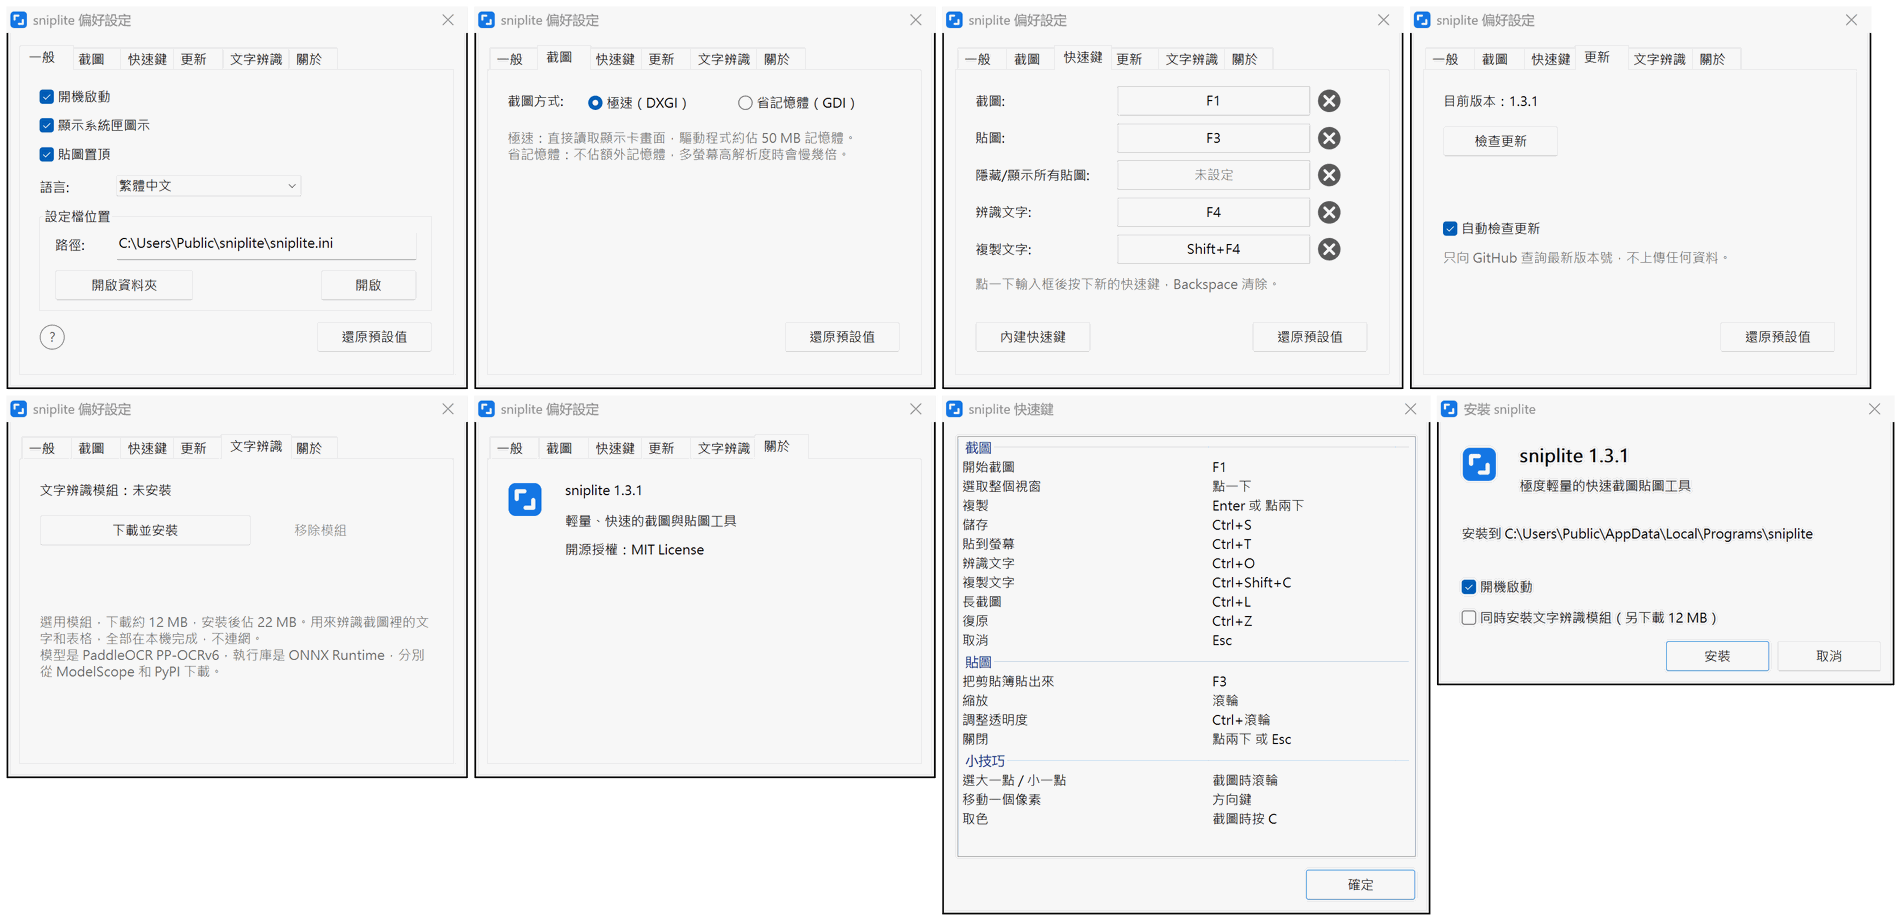 sniplite 偏好設定
一般 截圖 快速鍵 更新 文字辨識 關於
開機啟動
顯示系統匣圖示
貼圖置頂
語言: 繁體中文
設定檔位置
路徑: C:\Users\Public\sniplite\sniplite.ini
開啟資料夾 開啟
? 還原預設值
sniplite 偏好設定
一般 截圖 快速鍵 更新 文字辨識 關於
截圖方式: 極速（DXGI） 省記憶體（GDI）
極速：直接讀取顯示卡畫面，驅動程式約佔 50 MB 記憶體。
省記憶體：不佔額外記憶體，多螢幕高解析度時會慢幾倍。
還原預設值
sniplite 偏好設定
一般 截圖 快速鍵 更新 文字辨識 關於
截圖: F1
貼圖: F3
隱藏/顯示所有貼圖: 未設定
辨識文字: F4
複製文字: Shift+F4
點一下輸入框後按下新的快速鍵，Backspace 清除。
內建快速鍵 還原預設值
sniplite 偏好設定
一般 截圖 快速鍵 更新 文字辨識 關於
目前版本：1.3.1
檢查更新
自動檢查更新
只向 GitHub 查詢最新版本號，不上傳任何資料。
還原預設值
sniplite 偏好設定
一般 截圖 快速鍵 更新 文字辨識 關於
文字辨識模組：未安裝
下載並安裝 移除模組
選用模組，下載約 12 MB，安裝後佔 22 MB。用來辨識截圖裡的文
字和表格，全部在本機完成，不連網。
模型是 PaddleOCR PP-OCRv6，執行庫是 ONNX Runtime，分別
從 ModelScope 和 PyPI 下載。
sniplite 偏好設定
一般 截圖 快速鍵 更新 文字辨識 關於
sniplite 1.3.1
輕量、快速的截圖與貼圖工具
開源授權：MIT License
sniplite 快速鍵
截圖
開始截圖 F1
選取整個視窗 點一下
複製 Enter 或 點兩下
儲存 Ctrl+S
貼到螢幕 Ctrl+T
辨識文字 Ctrl+O
複製文字 Ctrl+Shift+C
長截圖 Ctrl+L
復原 Ctrl+Z
取消 Esc
貼圖
把剪貼簿貼出來 F3
縮放 滾輪
調整透明度 Ctrl+滾輪
關閉 點兩下 或 Esc
小技巧
選大一點 / 小一點 截圖時滾輪
移動一個像素 方向鍵
取色 截圖時按 C
確定
安裝 sniplite
sniplite 1.3.1
極度輕量的快速截圖貼圖工具
安裝到 C:\Users\Public\AppData\Local\Programs\sniplite
開機啟動
同時安裝文字辨識模組（另下載 12 MB）
安裝 取消